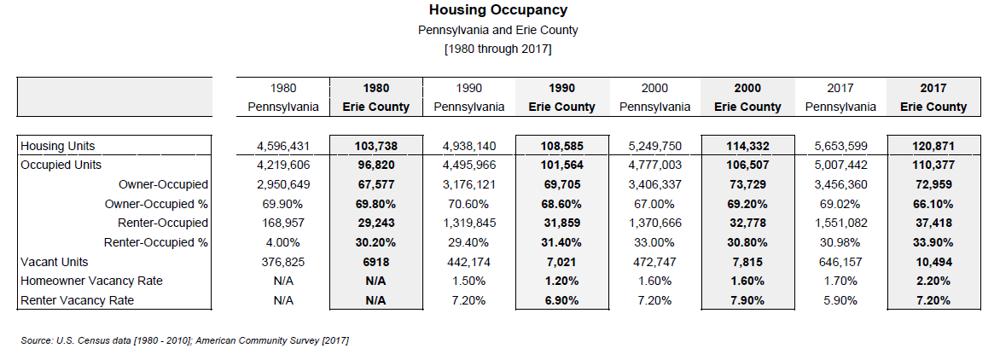 Housing Occupancy
Pennsylvania and Erie County
[1980 through 2017]
1980 1980 1990 1990 2000 2000 2017 2017
Pennsylvania Erie County Pennsylvania Erie County Pennsylvania Erie County Pennsylvania Erie County
Housing Units 4,596,431 103,738 4,938,140 108,585 5,249,750 114,332 5,653,599 120,871
Occupied Units 4,219,606 96,820 4,495,966 101,564 4,777,003 106,507 5,007,442 110,377
Owner-Occupied 2,950,649 67,577 3,176,121 69,705 3,406,337 73,729 3,456,360 72,959
Owner-Occupied % 69.90% 69.80% 70.60% 68.60% 67.00% 69.20% 69.02% 66.10%
Renter-Occupied 168,957 29,243 1,319,845 31,859 1,370,666 32,778 1,551,082 37,418
Renter-Occupied % 4.00% 30.20% 29.40% 31.40% 33.00% 30.80% 30.98% 33.90%
Vacant Units 376,825 6918 442,174 7,021 472,747 7,815 646,157 10,494
Homeowner Vacancy Rate N/A N/A 1.50% 1.20% 1.60% 1.60% 1.70% 2.20%
Renter Vacancy Rate N/A N/A 7.20% 6.90% 7.20% 7.90% 5.90% 7.20%
Source: U.S. Census data [1980 - 2010]; American Community Survey [2017]